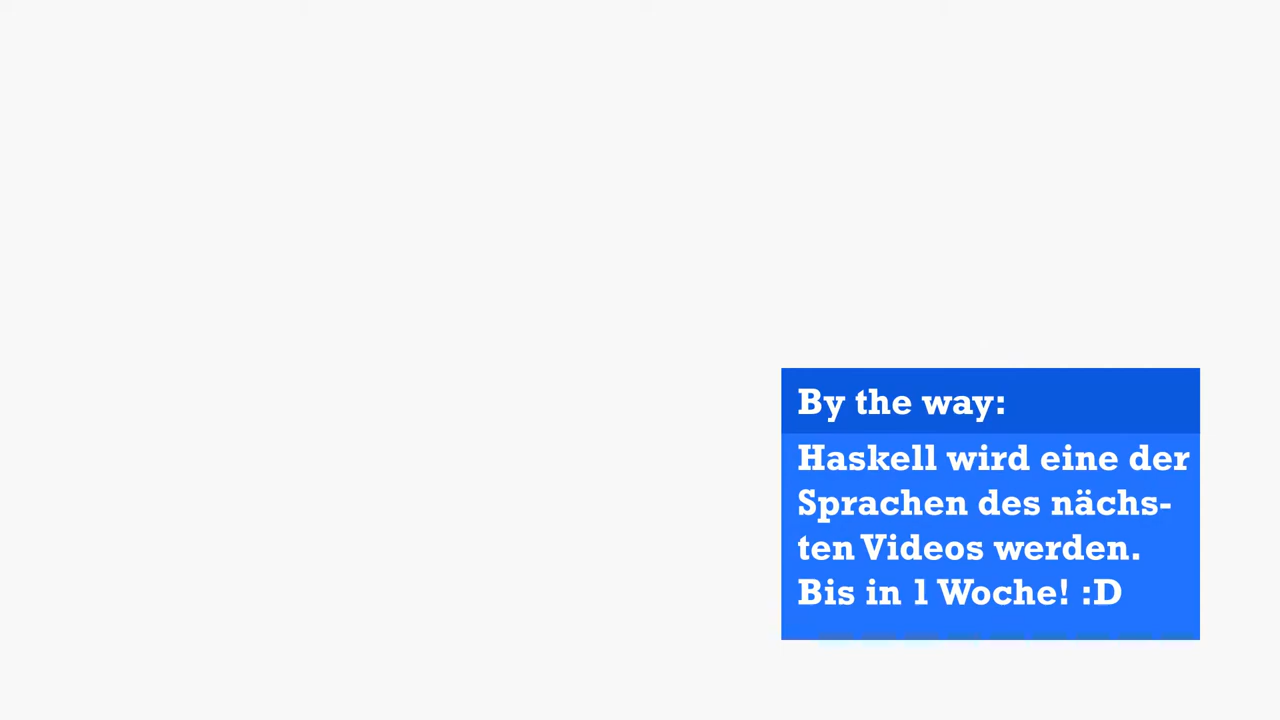 By the way:
Haskell wird eine der
Sprachen des nächs-
ten Videos werden.
Bis in 1 Woche! :D